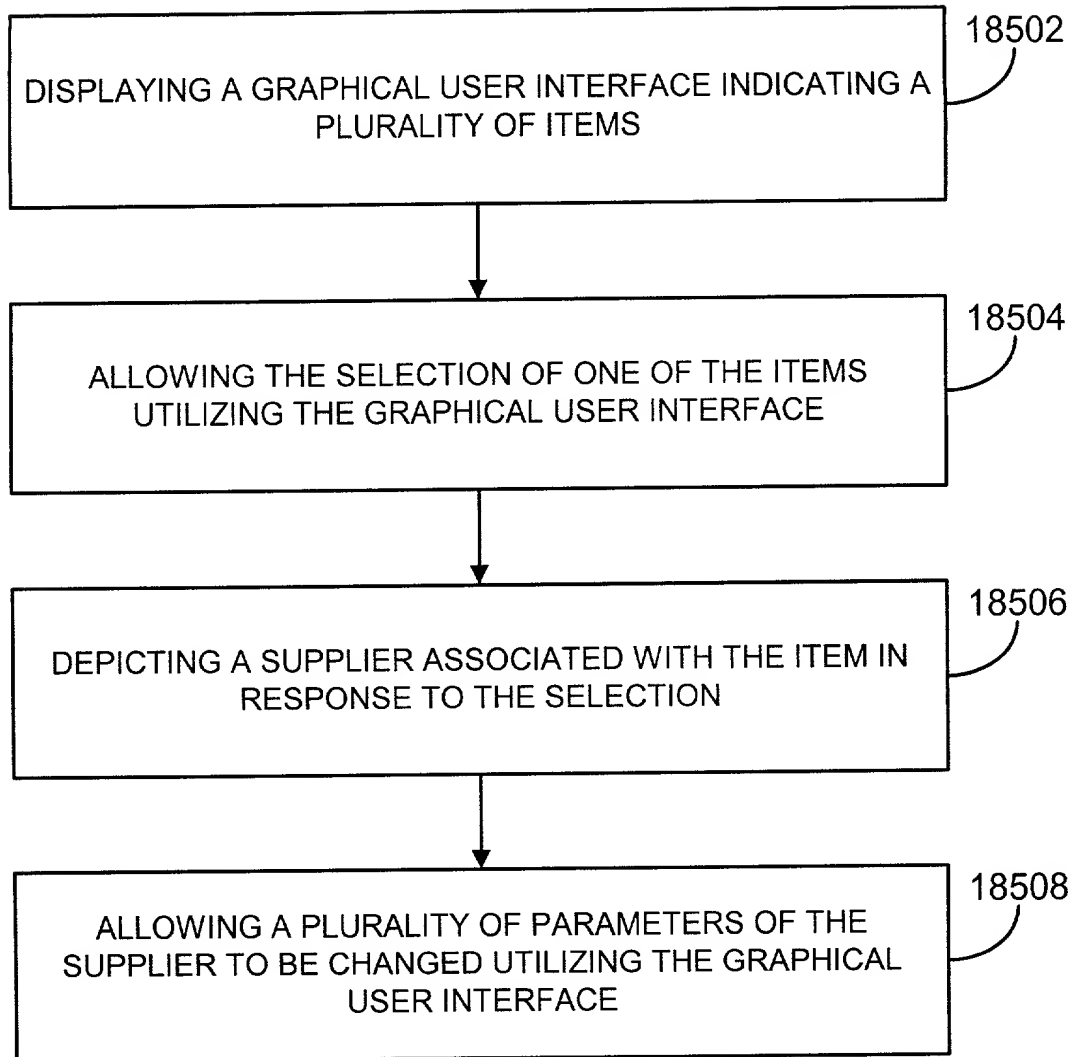 18502
DISPLAYING A GRAPHICAL USER INTERFACE INDICATING A
PLURALITY OF ITEMS
18504
ALLOWING THE SELECTION OF ONE OF THE ITEMS
UTILIZING THE GRAPHICAL USER INTERFACE
18506
DEPICTING A SUPPLIER ASSOCIATED WITH THE ITEM IN
RESPONSE TO THE SELECTION
18508
ALLOWING A PLURALITY OF PARAMETERS OF THE
SUPPLIER TO BE CHANGED UTILIZING THE GRAPHICAL
USER INTERFACE